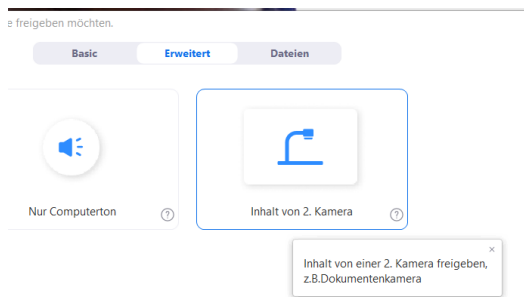 e freigeben möchten.
Basic Erweitert Dateien
Nur Computerton ? Inhalt von 2. Kamera ?
×
Inhalt von einer 2. Kamera freigeben,
z.B.Dokumentenkamera